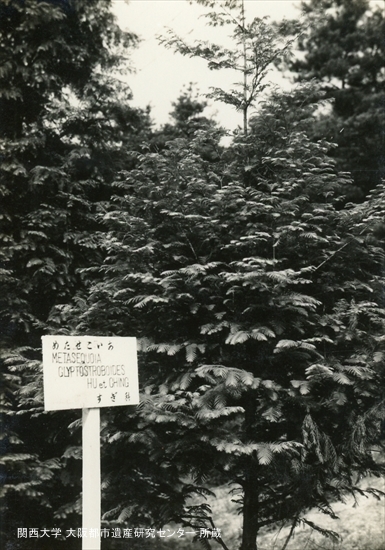 めたせこいあ
METASEQUOIA
GLYPTOSTROBOIDES
HU et CHING
すぎ科
関西大学 大阪都市遺産研究センター 所蔵